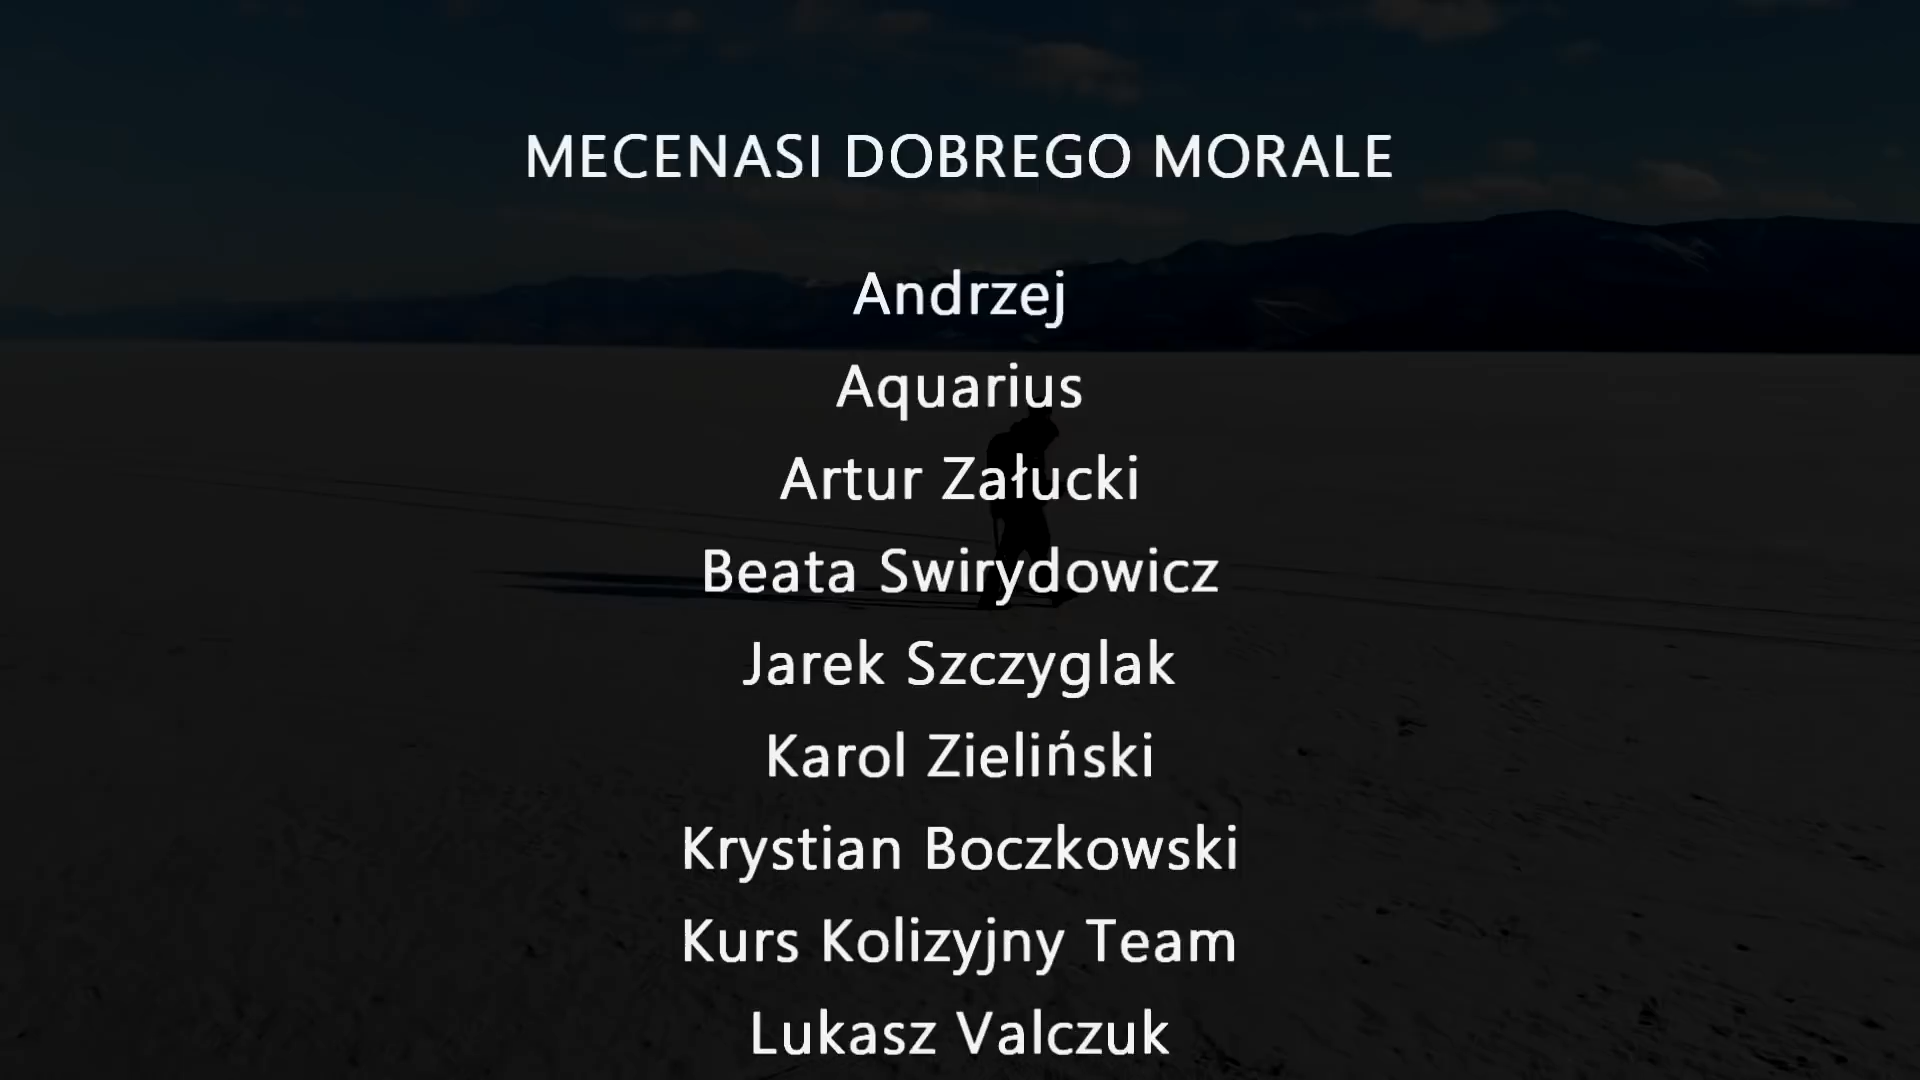 MECENASI DOBREGO MORALE
Andrzej
Aquarius
Artur Załucki
Beata Swirydowicz
Jarek Szczyglak
Karol Zieliński
Krystian Boczkowski
Kurs Kolizyjny Team
Lukasz Valczuk